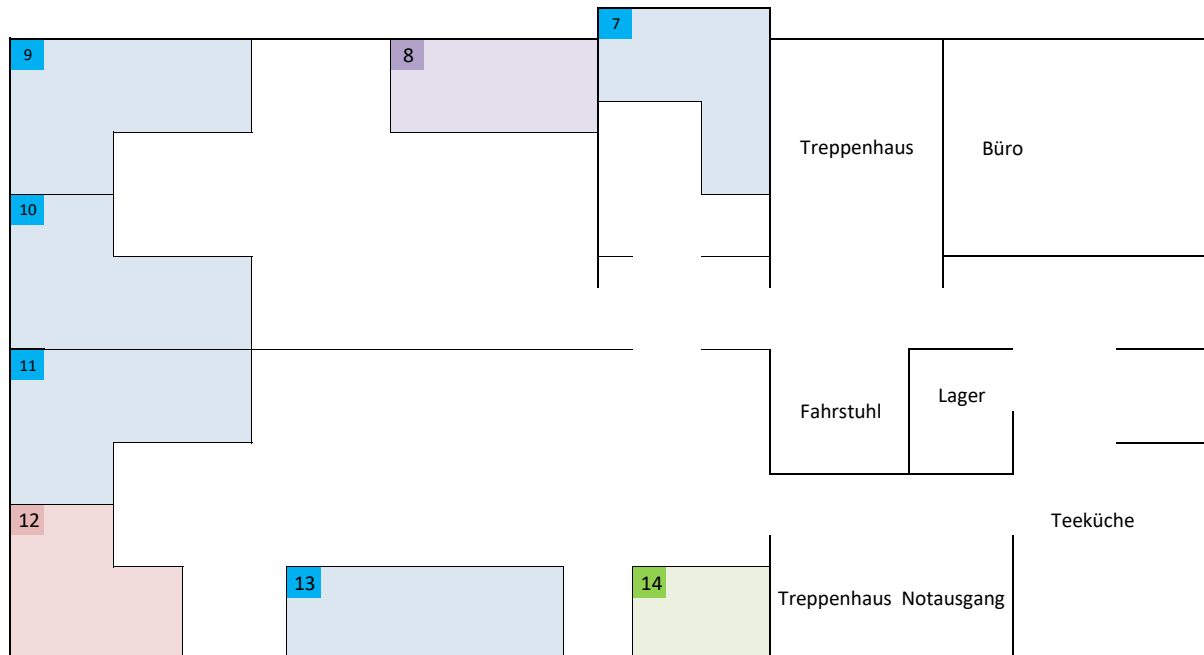 7
9
8
Treppenhaus
Büro
10
11
Lager
Fahrstuhl
12
Teeküche
13
14
Treppenhaus Notausgang